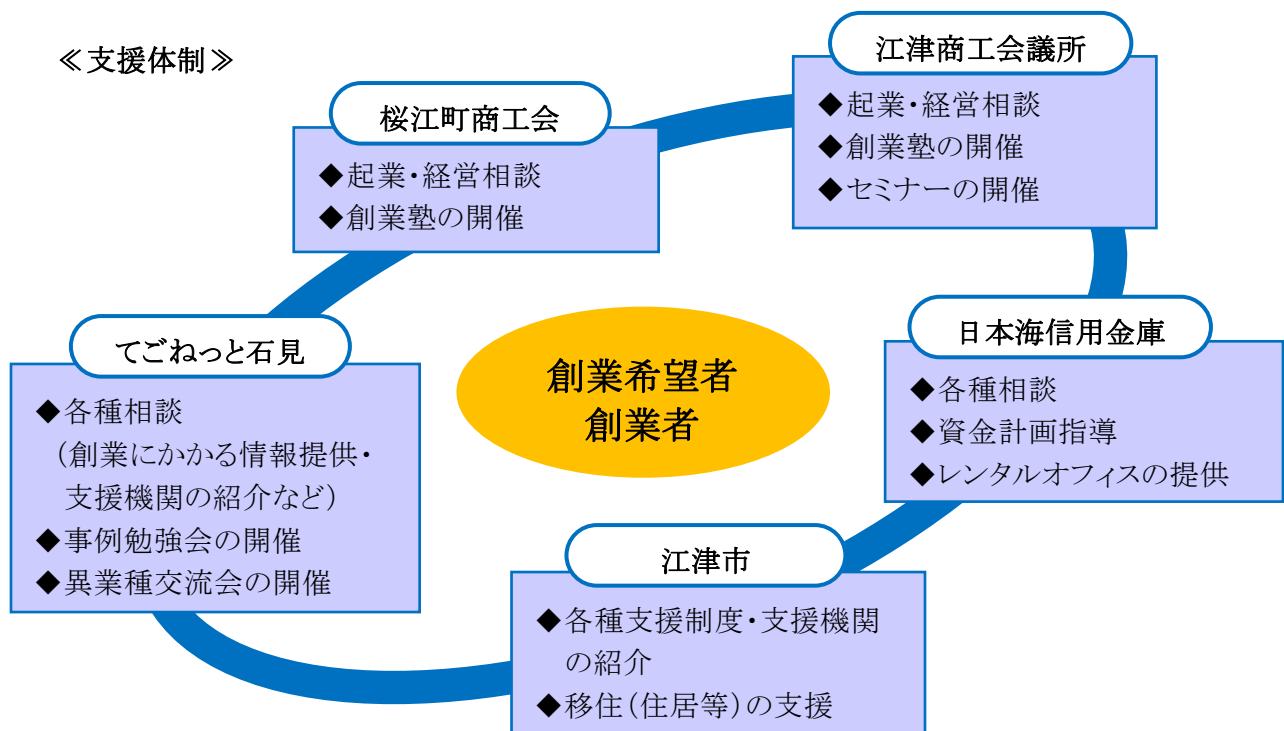 ≪支援体制≫
江津商工会議所
◆起業・経営相談
◆創業塾の開催
◆セミナーの開催
桜江町商工会
◆起業・経営相談
◆創業塾の開催
てごねっと石見
◆各種相談
（創業にかかる情報提供・
支援機関の紹介など）
◆事例勉強会の開催
◆異業種交流会の開催
創業希望者
創業者
日本海信用金庫
◆各種相談
◆資金計画指導
◆レンタルオフィスの提供
江津市
◆各種支援制度・支援機関
の紹介
◆移住（住居等）の支援